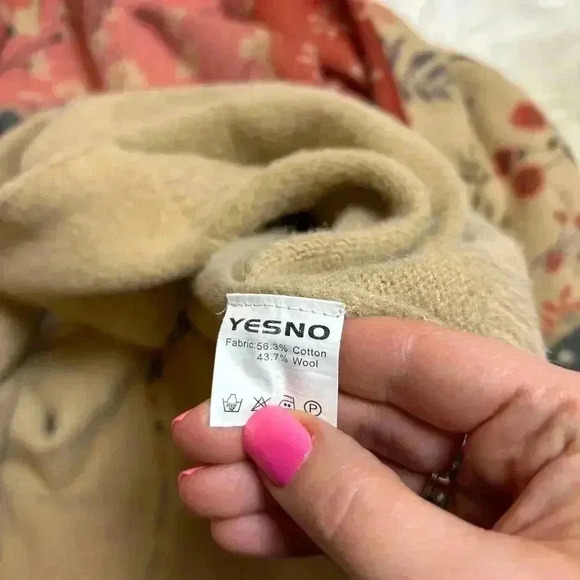 YESNO
Fabric:56.3% Cotton
43.7% Wool
P